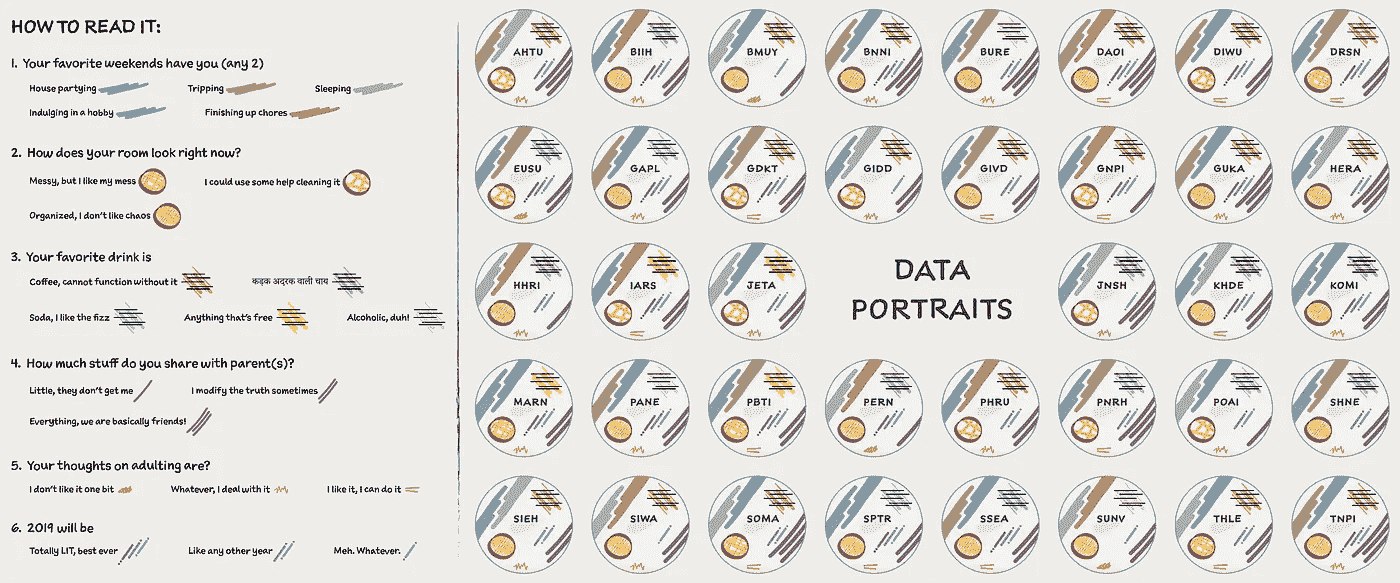 HOW TO READ IT:
1. Your favorite weekends have you (any 2)
House partying
Tripping
Sleeping
Indulging in a hobby
Finishing up chores
2. How does your room look right now?
Messy, but I like my mess
I could use some help cleaning it
Organized, I don't like chaos
3. Your favorite drink is
Coffee, cannot function without it
कड़क अदरक वाली चाय
Soda, I like the fizz
Anything that's free
Alcoholic, duh!
4. How much stuff do you share with parent(s)?
Little, they don't get me
I modify the truth sometimes
Everything, we are basically friends!
5. Your thoughts on adulting are?
I don't like it one bit
Whatever, I deal with it
I like it, I can do it
6. 2019 will be
Totally LIT, best ever
Like any other year
Meh. Whatever.
AHTU
BIIH
BMUY
BNNI
BURE
DAOI
DIWU
DRSN
EUSU
GAPL
GDKT
GIDD
GIVD
GNPI
GUKA
HERA
HHRI
IARS
JETA
DATA
PORTRAITS
JNSH
KHDE
KOMI
MARN
PANE
PBTI
PERN
PHRU
PNRH
POAI
SHNE
SIEH
SIWA
SOMA
SPTR
SSEA
SUNV
THLE
TNPI